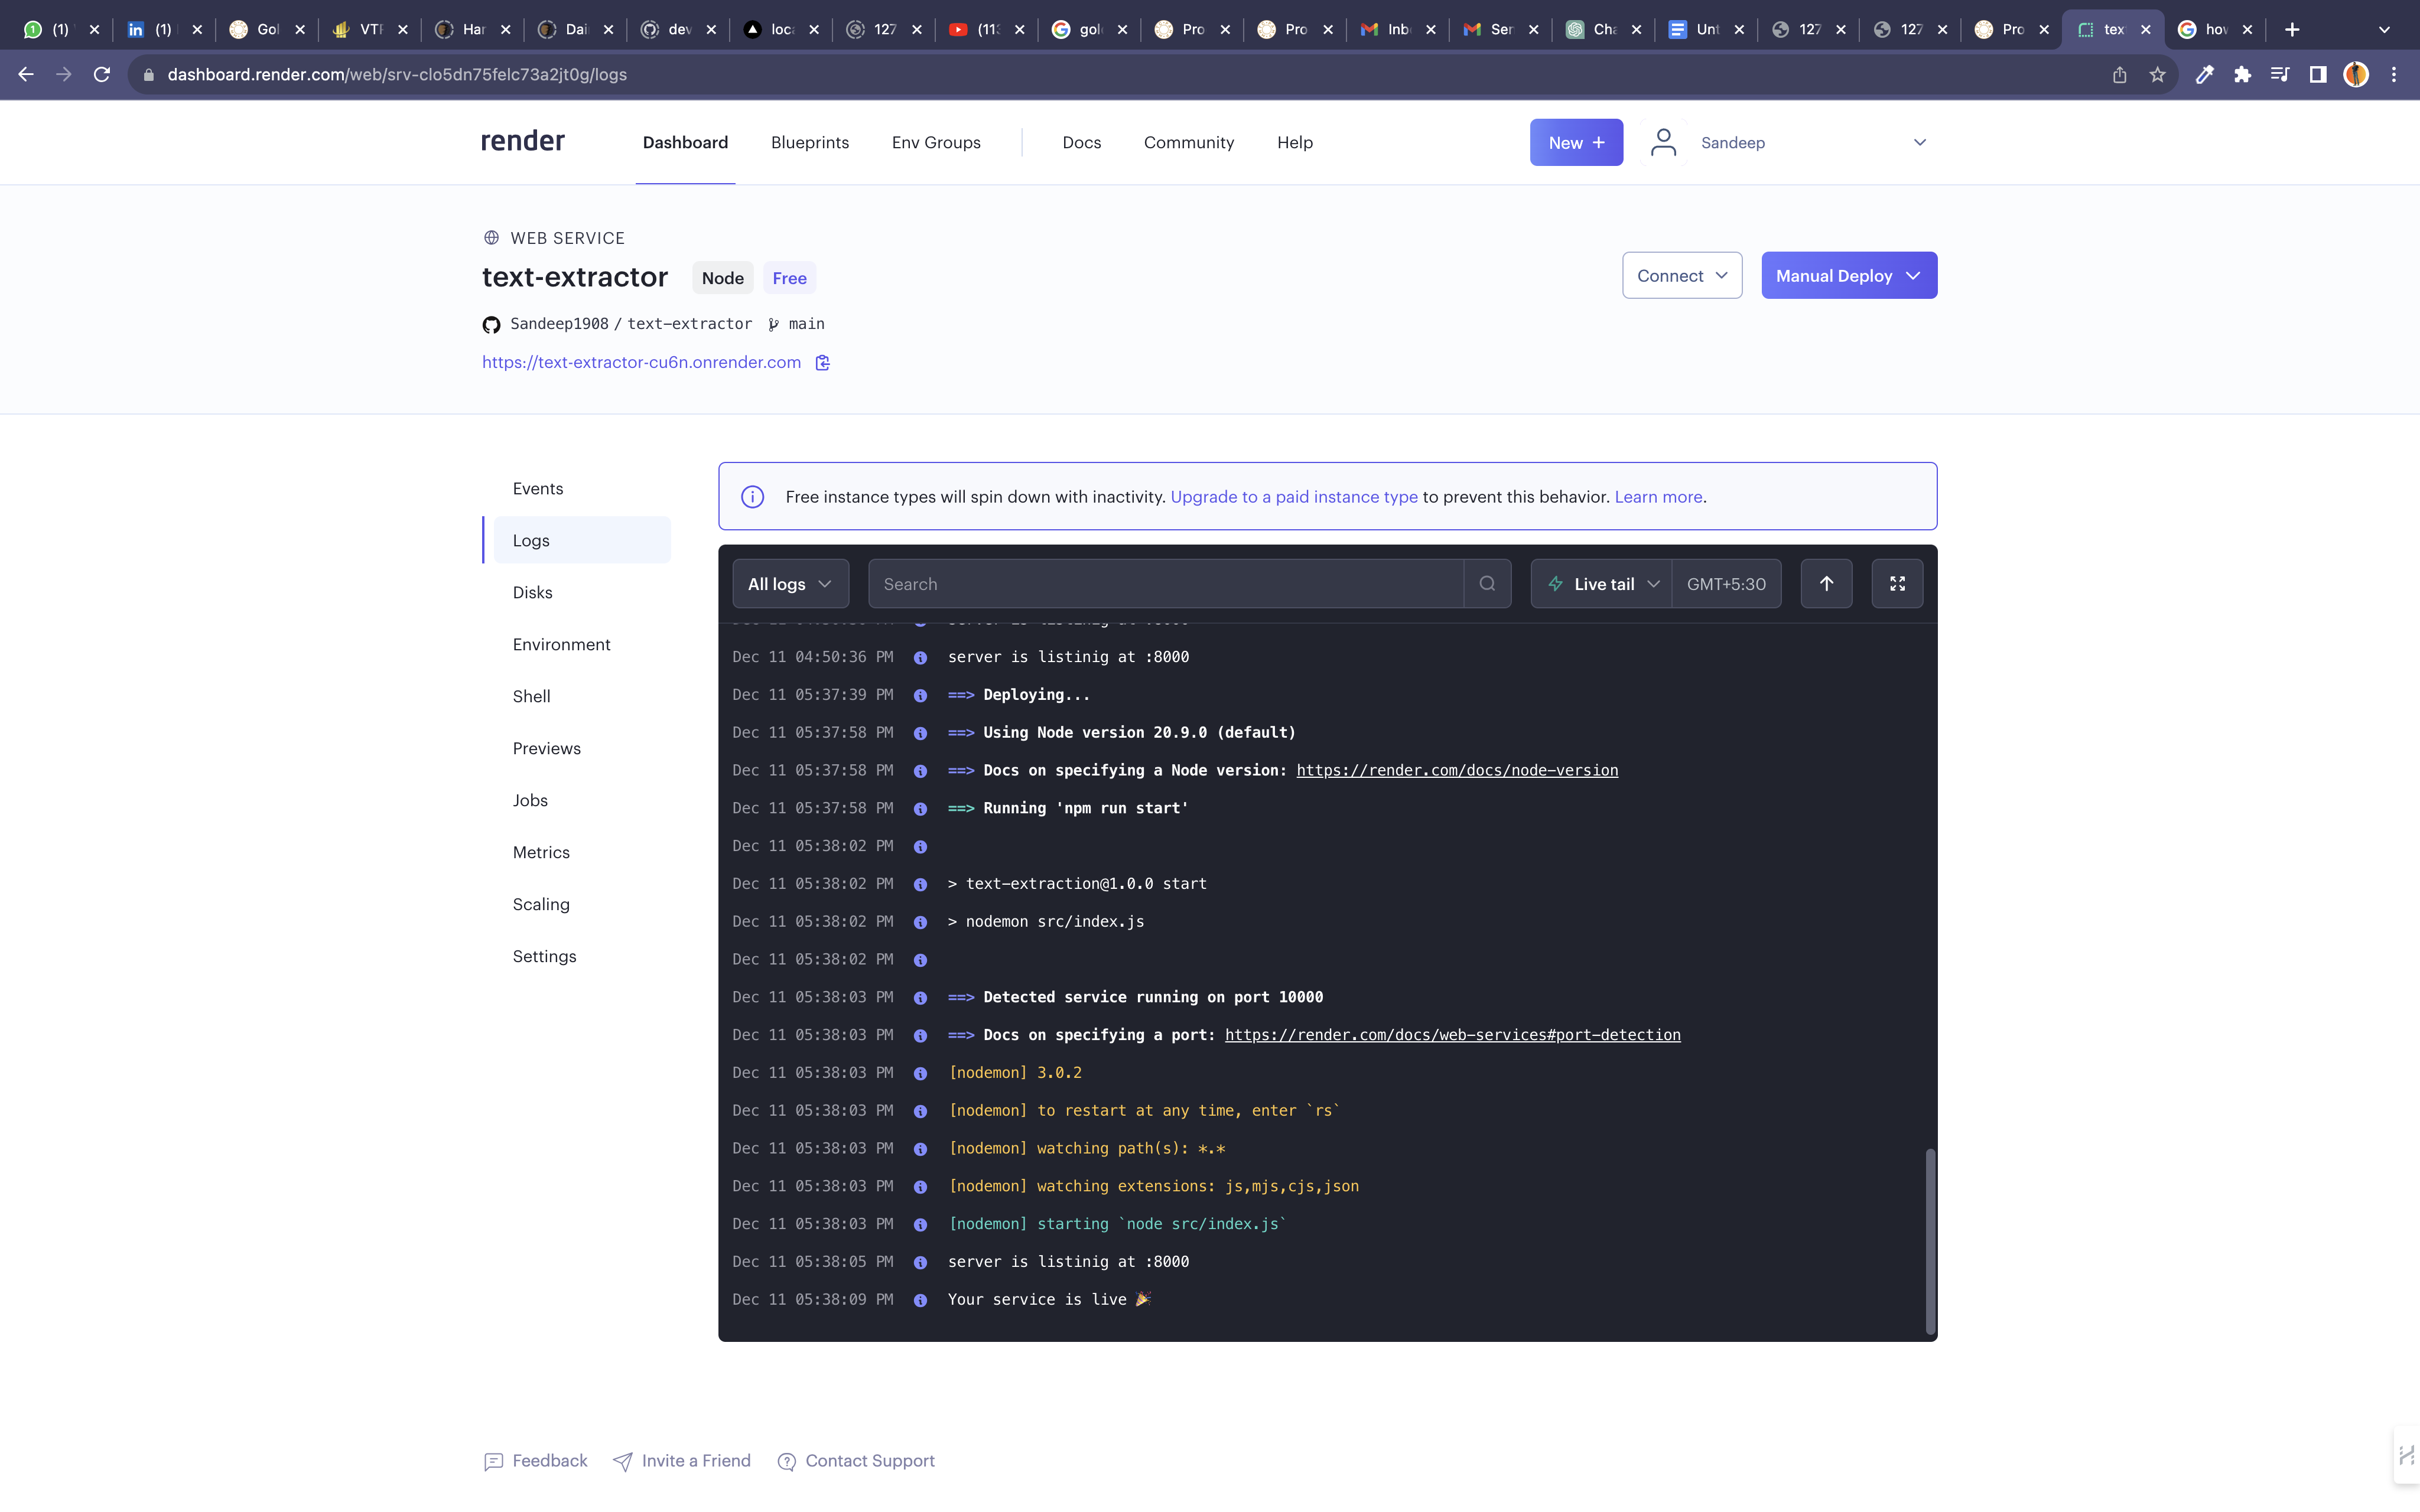 (1) Gol VTF Har Dai dev loca 127 (113 gol Pro Pro Inb Ser Cha Unt 127 127 Pro tex how
dashboard.render.com/web/srv-clo5dn75felc73a2jt0g/logs
render Dashboard Blueprints Env Groups Docs Community Help New + Sandeep
WEB SERVICE
text-extractor Node Free
Connect Manual Deploy
Sandeep1908 / text-extractor main
https://text-extractor-cu6n.onrender.com
Events
Logs
Disks
Environment
Shell
Previews
Jobs
Metrics
Scaling
Settings
Free instance types will spin down with inactivity. Upgrade to a paid instance type to prevent this behavior. Learn more.
All logs Search Live tail GMT+5:30
Dec 11 04:50:36 PM server is listinig at :8000
Dec 11 05:37:39 PM ==> Deploying...
Dec 11 05:37:58 PM ==> Using Node version 20.9.0 (default)
Dec 11 05:37:58 PM ==> Docs on specifying a Node version: https://render.com/docs/node-version
Dec 11 05:37:58 PM ==> Running 'npm run start'
Dec 11 05:38:02 PM
Dec 11 05:38:02 PM > text-extraction@1.0.0 start
Dec 11 05:38:02 PM > nodemon src/index.js
Dec 11 05:38:02 PM
Dec 11 05:38:03 PM ==> Detected service running on port 10000
Dec 11 05:38:03 PM ==> Docs on specifying a port: https://render.com/docs/web-services#port-detection
Dec 11 05:38:03 PM [nodemon] 3.0.2
Dec 11 05:38:03 PM [nodemon] to restart at any time, enter `rs`
Dec 11 05:38:03 PM [nodemon] watching path(s): *.*
Dec 11 05:38:03 PM [nodemon] watching extensions: js,mjs,cjs,json
Dec 11 05:38:03 PM [nodemon] starting `node src/index.js`
Dec 11 05:38:05 PM server is listinig at :8000
Dec 11 05:38:09 PM Your service is live 🎉
Feedback Invite a Friend Contact Support